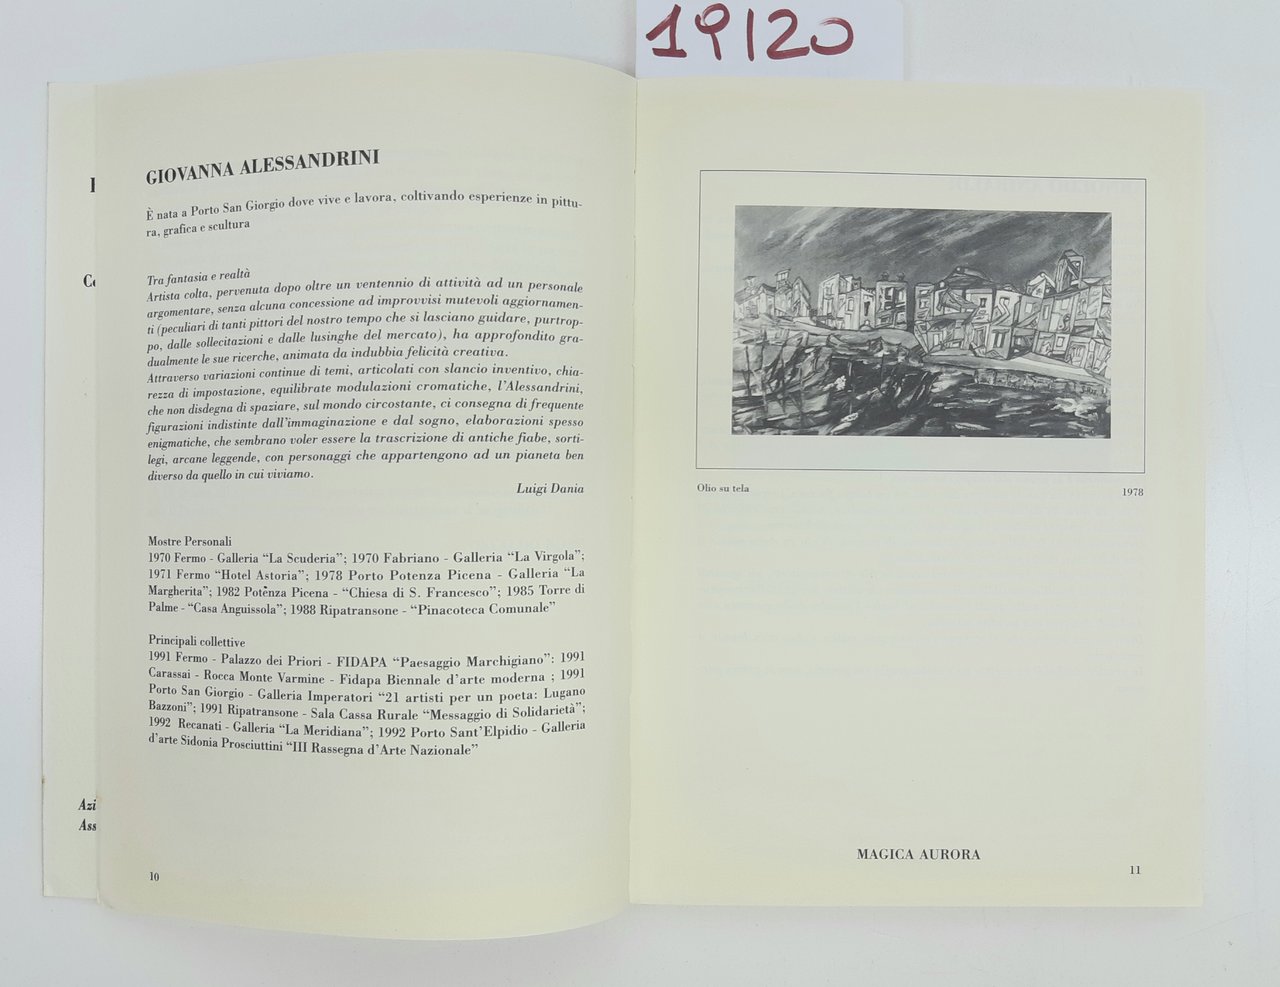 19120
GIOVANNA ALESSANDRINI
È nata a Porto San Giorgio dove vive e lavora, coltivando esperienze in pittu-
ra, grafica e scultura
Tra fantasia e realtà
Artista colta, pervenuta dopo oltre un ventennio di attività ad un personale
argomentare, senza alcuna concessione ad improvvisi mutevoli aggiornamen-
ti (peculiari di tanti pittori del nostro tempo che si lasciano guidare, purtrop-
po, dalle sollecitazioni e dalle lusinghe del mercato), ha approfondito gra-
dualmente le sue ricerche, animata da indubbia felicità creativa.
Attraverso variazioni continue di temi, articolati con slancio inventivo, chia-
rezza di impostazione, equilibrate modulazioni cromatiche, l'Alessandrini,
che non disdegna di spaziare, sul mondo circostante, ci consegna di frequente
figurazioni indistinte dall'immaginazione e dal sogno, elaborazioni spesso
enigmatiche, che sembrano voler essere la trascrizione di antiche fiabe, sorti-
legi, arcane leggende, con personaggi che appartengono ad un pianeta ben
diverso da quello in cui viviamo.
Luigi Dania
Mostre Personali
1970 Fermo - Galleria “La Scuderia”; 1970 Fabriano - Galleria “La Virgola”;
1971 Fermo “Hotel Astoria”; 1978 Porto Potenza Picena - Galleria “La
Margherita”; 1982 Potenza Picena - “Chiesa di S. Francesco”; 1985 Torre di
Palme - “Casa Anguissola”; 1988 Ripatransone - “Pinacoteca Comunale”
Principali collettive
1991 Fermo - Palazzo dei Priori - FIDAPA “Paesaggio Marchigiano”: 1991
Carassai - Rocca Monte Varmine - Fidapa Biennale d'arte moderna ; 1991
Porto San Giorgio - Galleria Imperatori “21 artisti per un poeta: Lugano
Bazzoni”; 1991 Ripatransone - Sala Cassa Rurale “Messaggio di Solidarietà”;
1992 Recanati - Galleria “La Meridiana”; 1992 Porto Sant'Elpidio - Galleria
d'arte Sidonia Prosciuttini “III Rassegna d'Arte Nazionale”
Azi
Ass
10
Olio su tela
1978
MAGICA AURORA
11